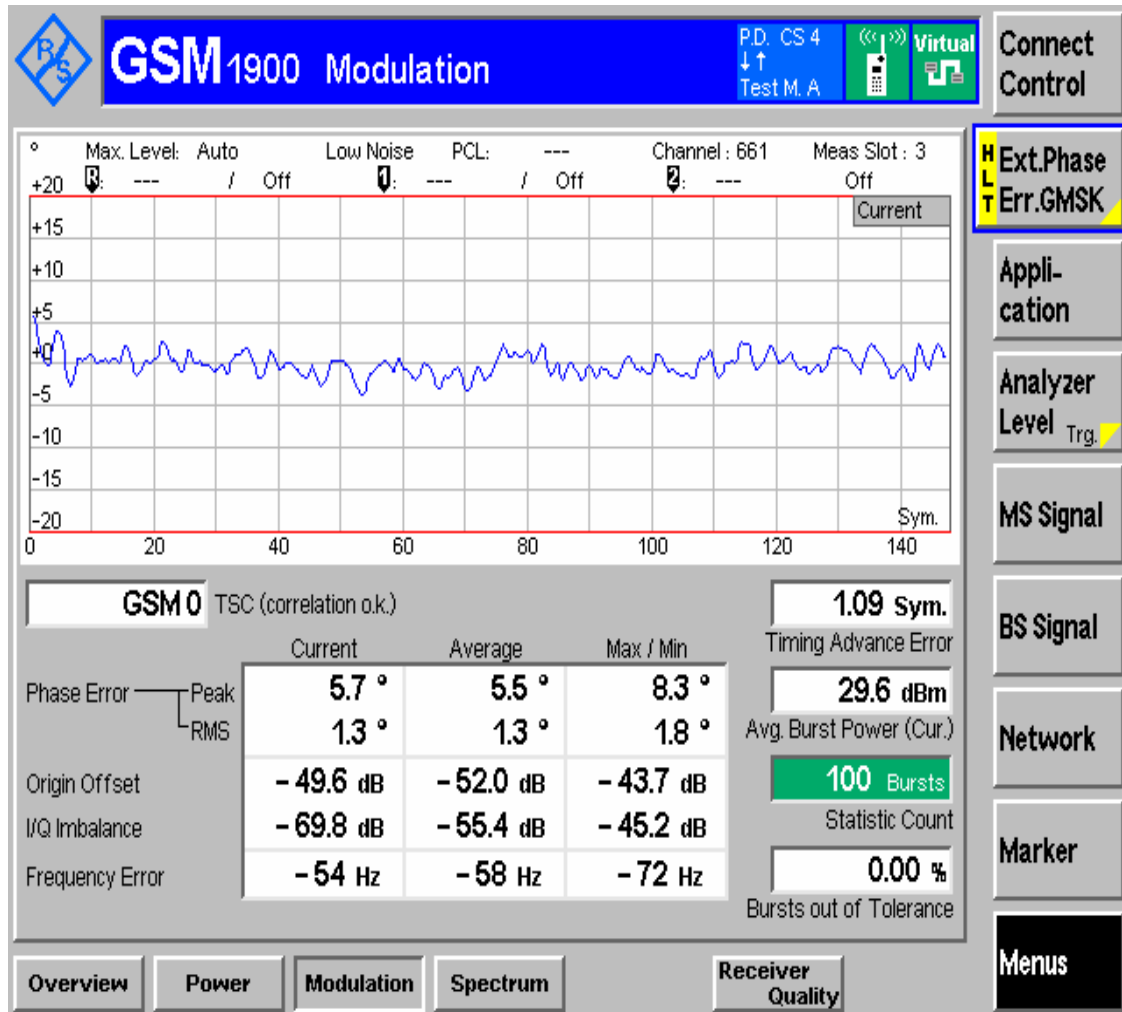 R/S GSM 1900 Modulation
P.D. CS 4
↓↑
Test M. A
Virtual
Connect
Control
° Max. Level: Auto Low Noise PCL: --- Channel : 661 Meas Slot : 3
+20 R: --- / Off 1: --- / Off 2: --- Off
Current
+15
+10
+5
+0
-5
-10
-15
-20
Sym.
0 20 40 60 80 100 120 140
GSM 0 TSC (correlation o.k.)
Current Average Max / Min
Phase Error Peak 5.7 ° 5.5 ° 8.3 °
RMS 1.3 ° 1.3 ° 1.8 °
Origin Offset – 49.6 dB – 52.0 dB – 43.7 dB
I/Q Imbalance – 69.8 dB – 55.4 dB – 45.2 dB
Frequency Error – 54 Hz – 58 Hz – 72 Hz
1.09 Sym.
Timing Advance Error
29.6 dBm
Avg. Burst Power (Cur.)
100 Bursts
Statistic Count
0.00 %
Bursts out of Tolerance
HLT
Ext.Phase
Err.GMSK
Appli-
cation
Analyzer
Level Trg.
MS Signal
BS Signal
Network
Marker
Menus
Overview Power Modulation Spectrum Receiver
Quality